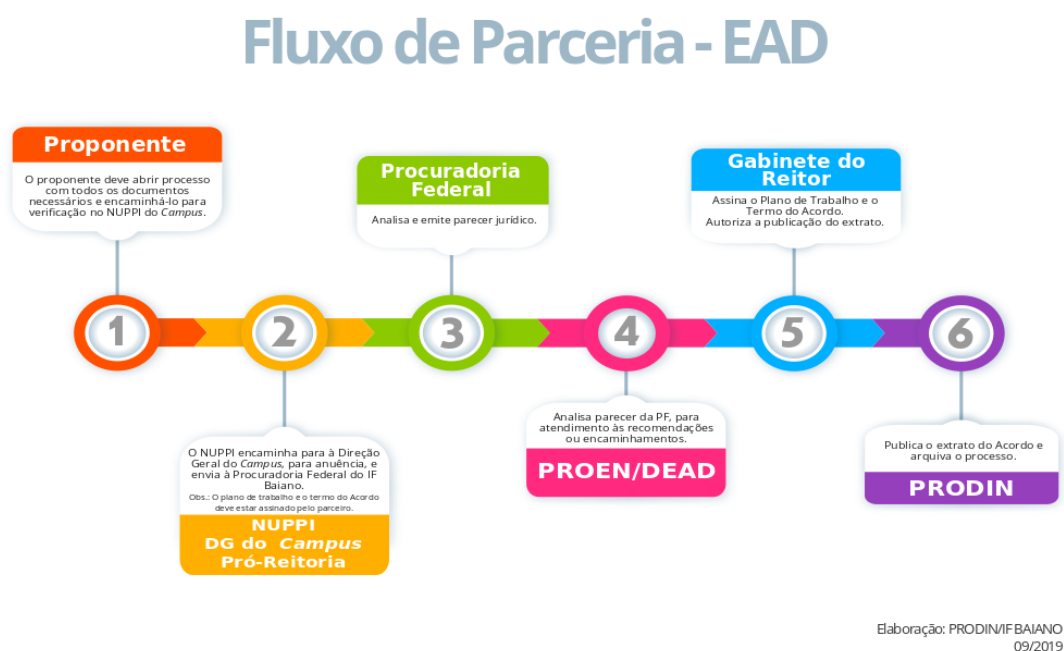 Fluxo de Parceria - EAD
Proponente
O proponente deve abrir processo
com todos os documentos
necessários e encaminhá-lo para
verificação no NUPPI do Campus.
Procuradoria
Federal
Analisa e emite parecer jurídico.
Gabinete do
Reitor
Assina o Plano de Trabalho e o
Termo do Acordo.
Autoriza a publicação do extrato.
1
2
3
4
5
6
O NUPPI encaminha para à Direção
Geral do Campus, para anuência, e
envia à Procuradoria Federal do IF
Baiano.
Obs.: O plano de trabalho e o termo do Acordo
deve estar assinado pelo parceiro.
NUPPI
DG do Campus
Pró-Reitoria
Analisa parecer da PF, para
atendimento às recomendações
ou encaminhamentos.
PROEN/DEAD
Publica o extrato do Acordo e
arquiva o processo.
PRODIN
Elaboração: PRODIN/IF BAIANO
09/2019